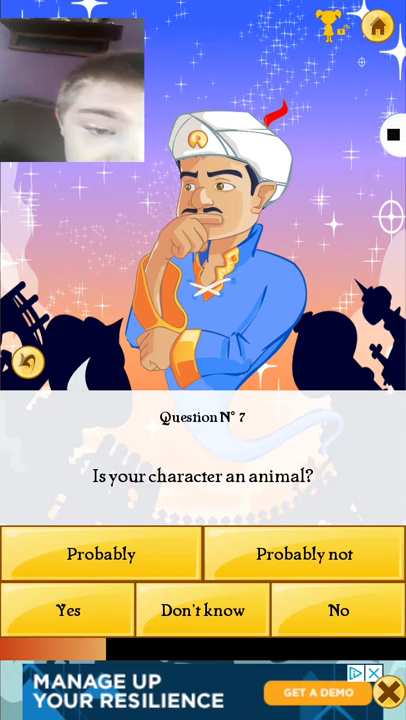 Question N° 7
Is your character an animal?
Probably
Probably not
Yes
Don't know
No
MANAGE UP
YOUR RESILIENCE
GET A DEMO